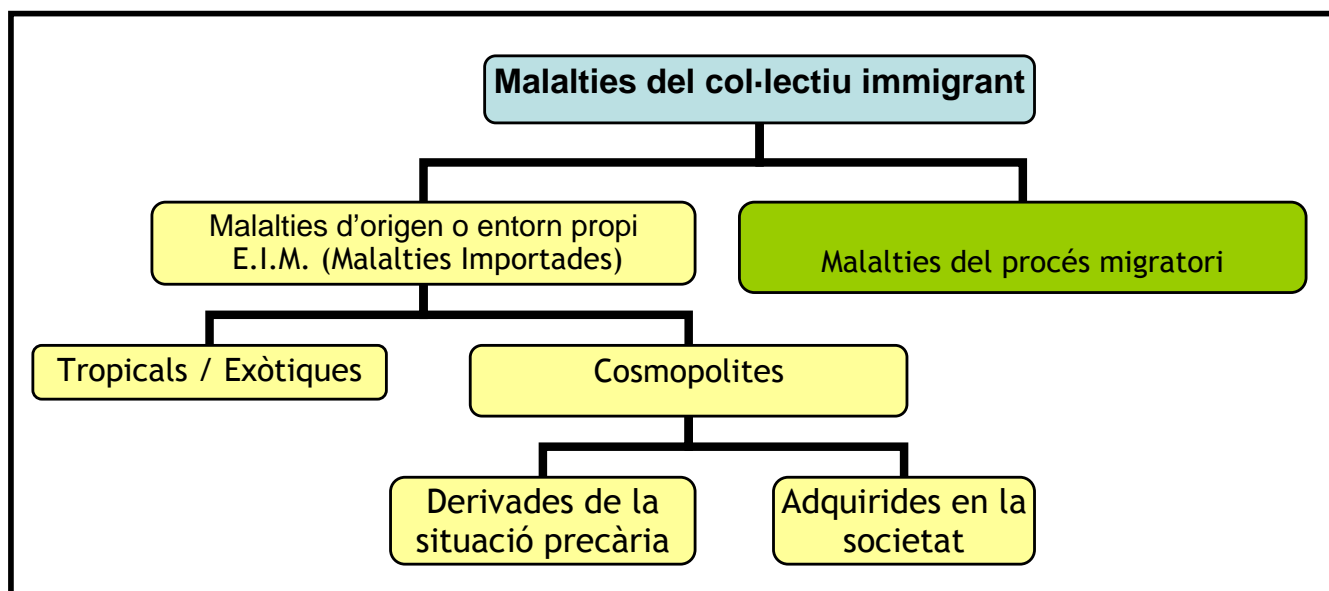 Malalties del col·lectiu immigrant
Malalties d’origen o entorn propi
E.I.M. (Malalties Importades)
Malalties del procés migratori
Tropicals / Exòtiques
Cosmopolites
Derivades de la
situació precària
Adquirides en la
societat